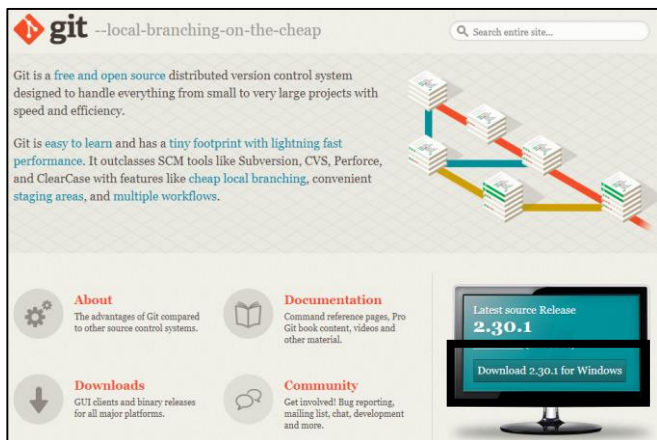 git --local-branching-on-the-cheap
Search entire site...
Git is a free and open source distributed version control system
designed to handle everything from small to very large projects with
speed and efficiency.
Git is easy to learn and has a tiny footprint with lightning fast
performance. It outclasses SCM tools like Subversion, CVS, Perforce,
and ClearCase with features like cheap local branching, convenient
staging areas, and multiple workflows.
About
The advantages of Git compared
to other source control systems.
Documentation
Command reference pages, Pro
Git book content, videos and
other material.
Downloads
GUI clients and binary releases
for all major platforms.
Community
Get involved! Bug reporting,
mailing list, chat, development
and more.
Latest source Release
2.30.1
Download 2.30.1 for Windows